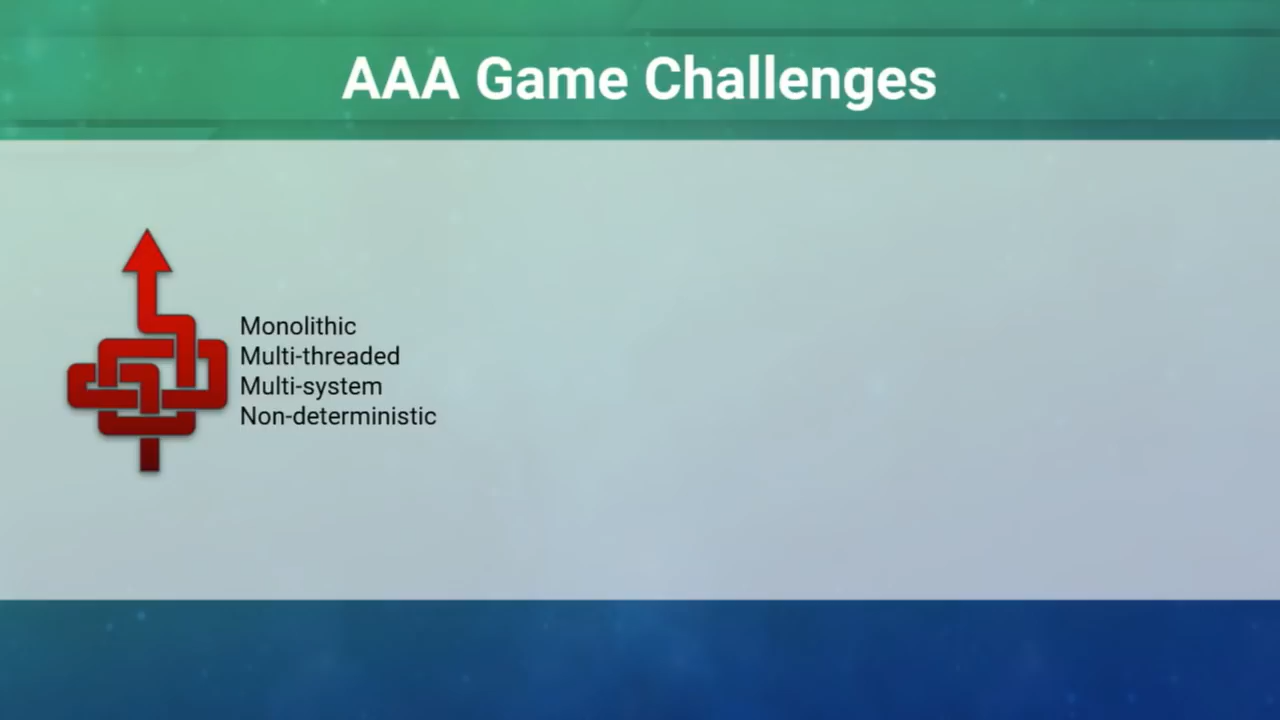 AAA Game Challenges
Monolithic
Multi-threaded
Multi-system
Non-deterministic